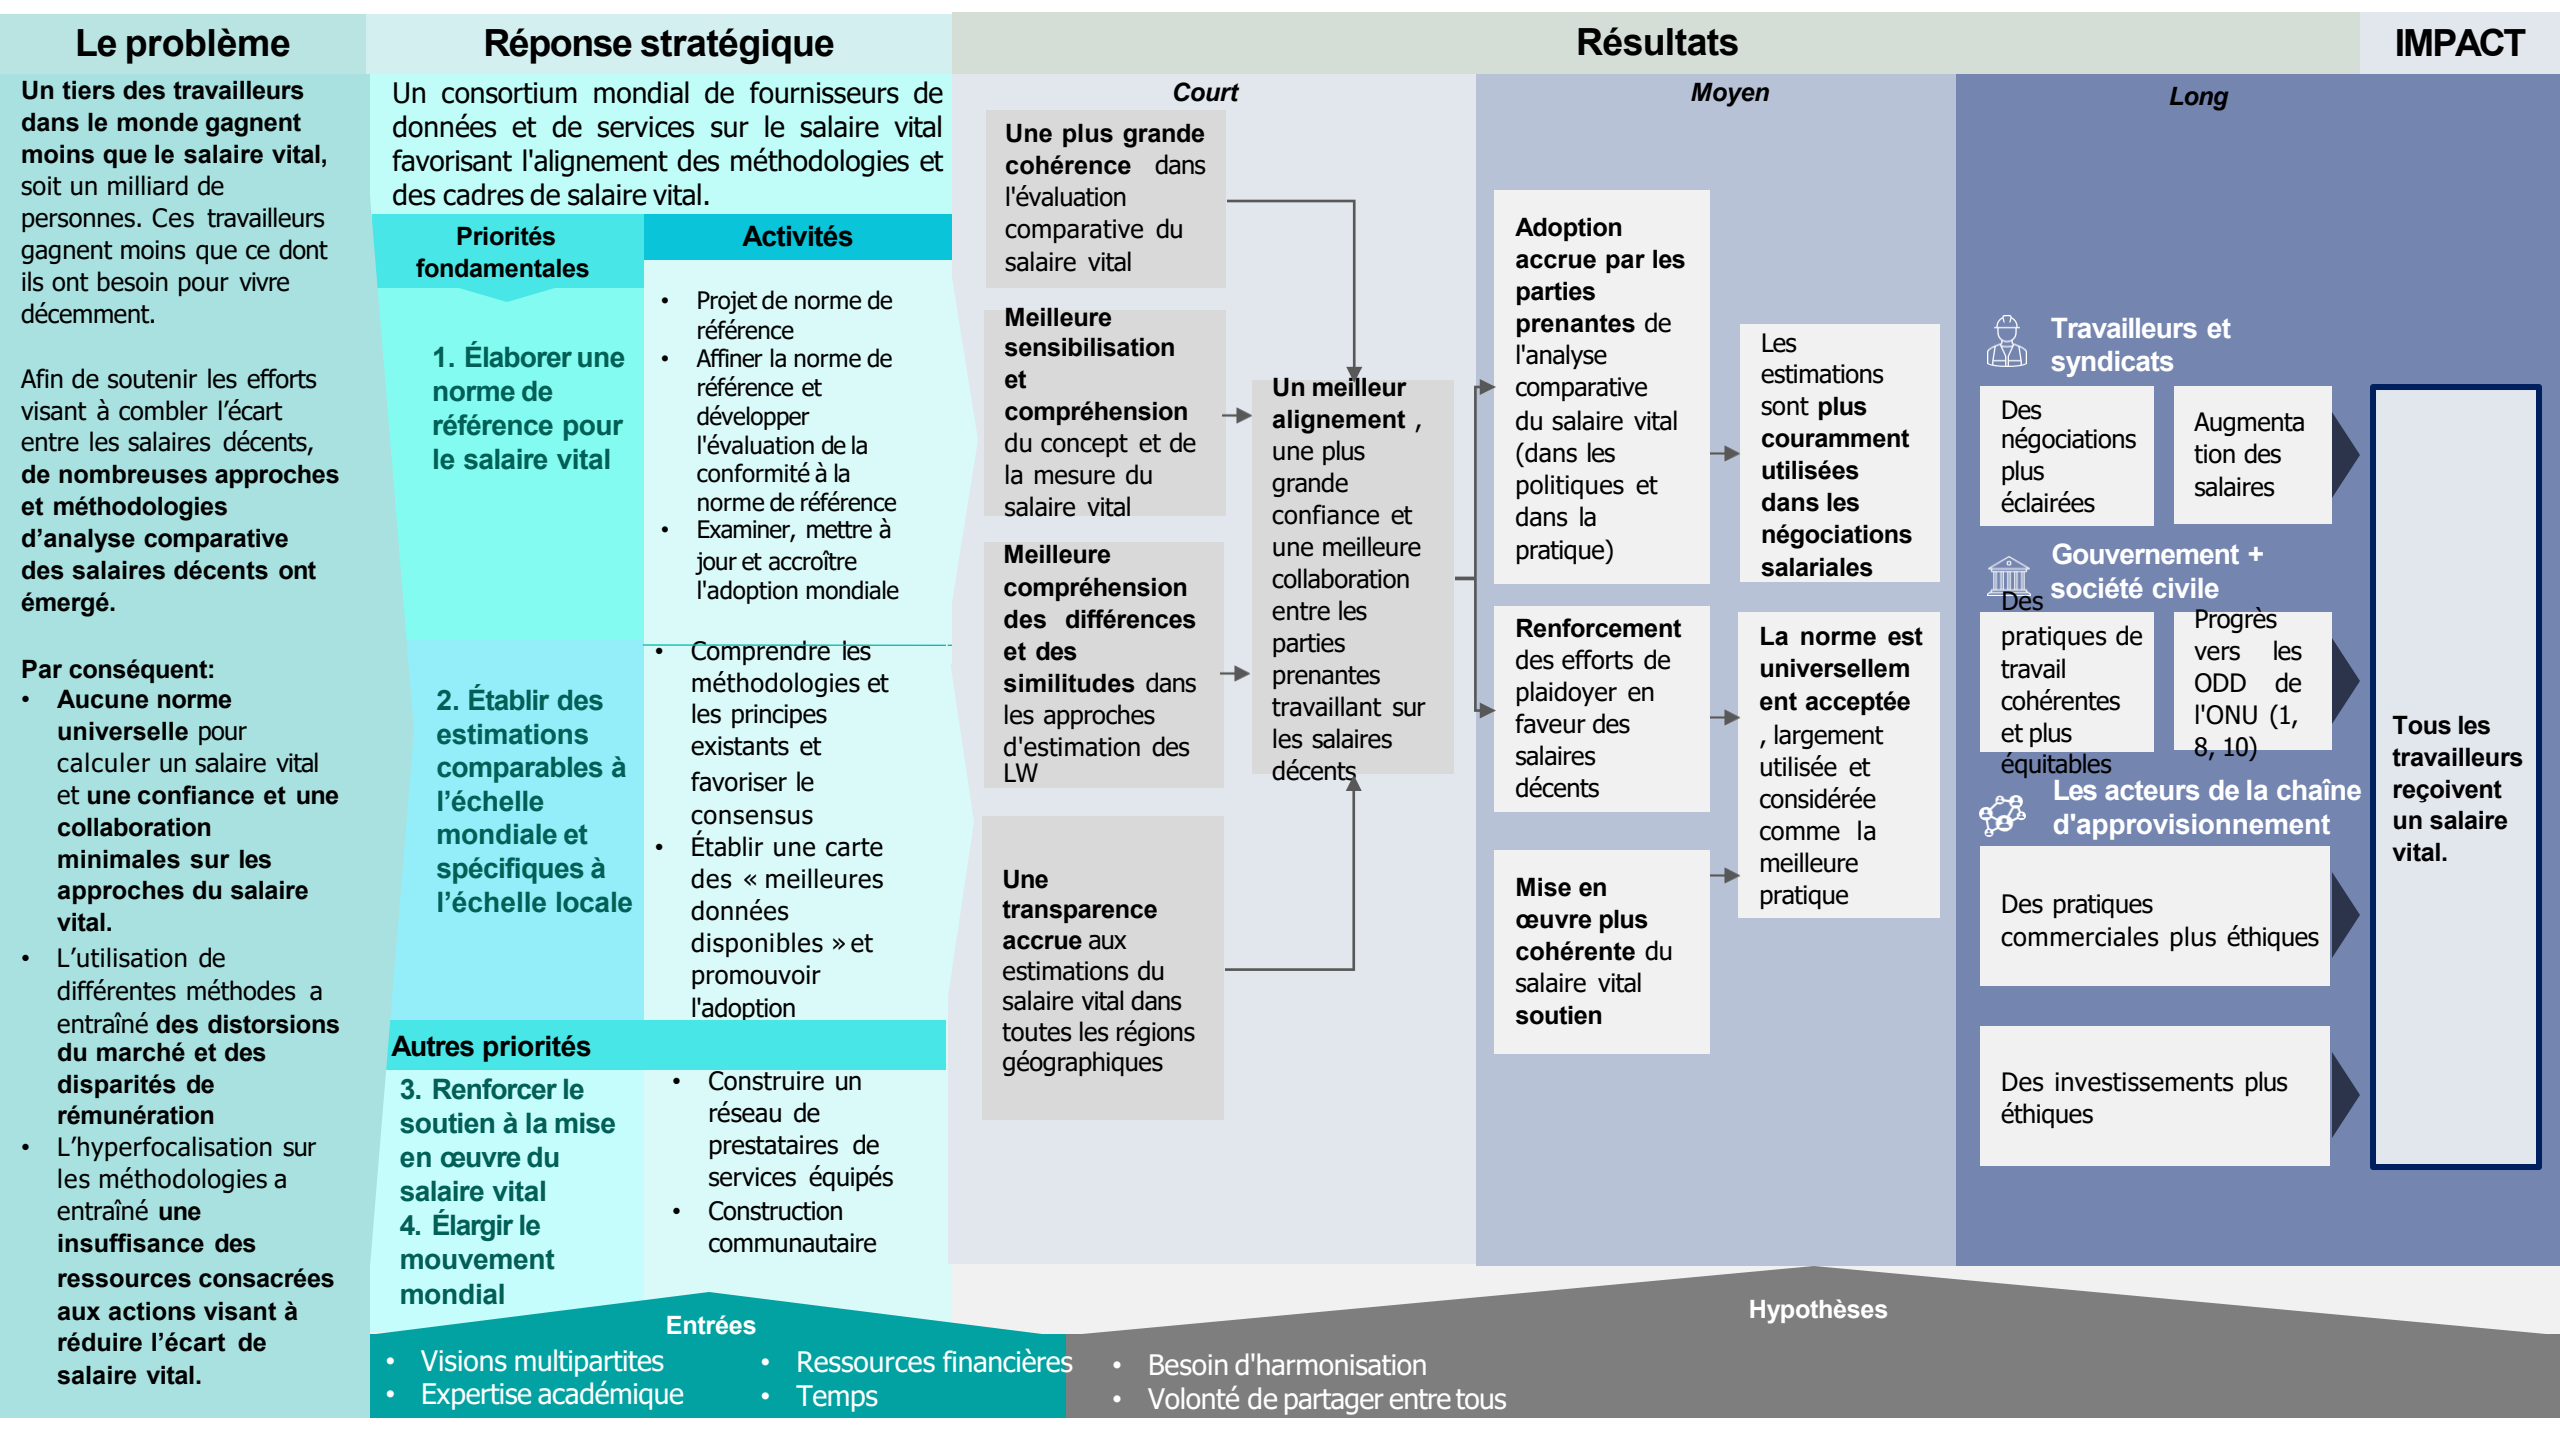 Le problème
Un tiers des travailleurs
dans le monde gagnent
moins que le salaire vital,
soit un milliard de
personnes. Ces travailleurs
gagnent moins que ce dont
ils ont besoin pour vivre
décemment.
Afin de soutenir les efforts
visant à combler l’écart
entre les salaires décents,
de nombreuses approches
et méthodologies
d’analyse comparative
des salaires décents ont
émergé.
Par conséquent:
• Aucune norme
universelle pour
calculer un salaire vital
et une confiance et une
collaboration
minimales sur les
approches du salaire
vital.
• L’utilisation de
différentes méthodes a
entraîné des distorsions
du marché et des
disparités de
rémunération
• L’hyperfocalisation sur
les méthodologies a
entraîné une
insuffisance des
ressources consacrées
aux actions visant à
réduire l’écart de
salaire vital.
Réponse stratégique
Un consortium mondial de fournisseurs de
données et de services sur le salaire vital
favorisant l'alignement des méthodologies et
des cadres de salaire vital.
Priorités
fondamentales
Activités
1. Élaborer une
norme de
référence pour
le salaire vital
• Projet de norme de
référence
• Affiner la norme de
référence et
développer
l'évaluation de la
conformité à la
norme de référence
• Examiner, mettre à
jour et accroître
l'adoption mondiale
2. Établir des
estimations
comparables à
l’échelle
mondiale et
spécifiques à
l’échelle locale
• Comprendre les
méthodologies et
les principes
existants et
favoriser le
consensus
• Établir une carte
des « meilleures
données
disponibles » et
promouvoir
l'adoption
Autres priorités
3. Renforcer le
soutien à la mise
en œuvre du
salaire vital
4. Élargir le
mouvement
mondial
• Construire un
réseau de
prestataires de
services équipés
• Construction
communautaire
Entrées
• Visions multipartites
• Expertise académique
• Ressources financières
• Temps
Résultats
Court
Une plus grande
cohérence dans
l'évaluation
comparative du
salaire vital
Meilleure
sensibilisation
et
compréhension
du concept et de
la mesure du
salaire vital
Meilleure
compréhension
des différences
et des
similitudes dans
les approches
d'estimation des
LW
Une
transparence
accrue aux
estimations du
salaire vital dans
toutes les régions
géographiques
Un meilleur
alignement ,
une plus
grande
confiance et
une meilleure
collaboration
entre les
parties
prenantes
travaillant sur
les salaires
décents
Moyen
Adoption
accrue par les
parties
prenantes de
l'analyse
comparative
du salaire vital
(dans les
politiques et
dans la
pratique)
Renforcement
des efforts de
plaidoyer en
faveur des
salaires
décents
Mise en
œuvre plus
cohérente du
salaire vital
soutien
Les
estimations
sont plus
couramment
utilisées
dans les
négociations
salariales
La norme est
universellem
ent acceptée
, largement
utilisée et
considérée
comme la
meilleure
pratique
Long
Travailleurs et
syndicats
Des
négociations
plus
éclairées
Augmenta
tion des
salaires
Gouvernement +
société civile
Des
pratiques de
travail
cohérentes
et plus
équitables
Progrès
vers les
ODD de
l'ONU (1,
8, 10)
Les acteurs de la chaîne
d'approvisionnement
Des pratiques
commerciales plus éthiques
Des investissements plus
éthiques
IMPACT
Tous les
travailleurs
reçoivent
un salaire
vital.
Hypothèses
• Besoin d'harmonisation
• Volonté de partager entre tous